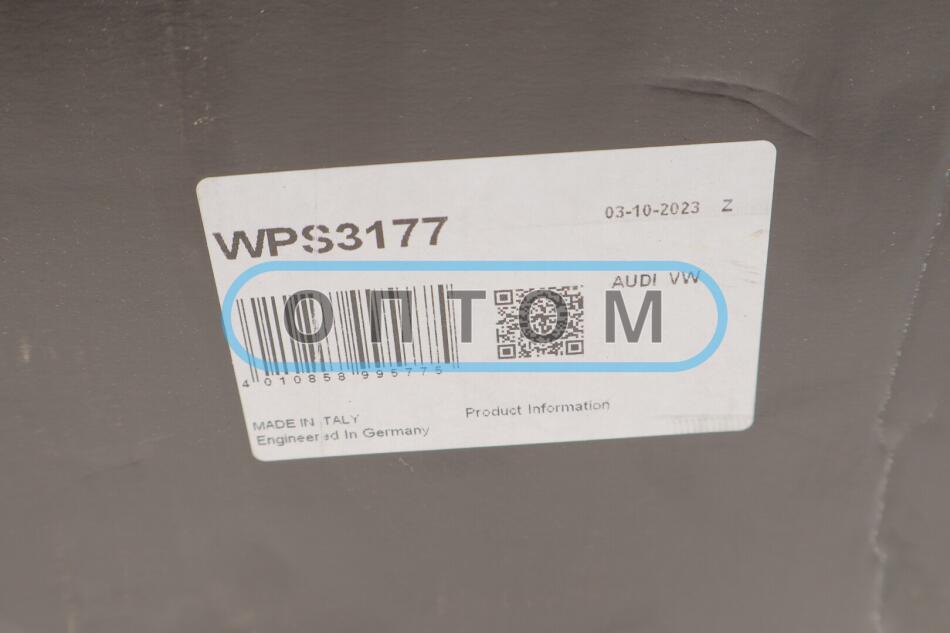 03-10-2023 Z
WPS3177
AUDI VW
ОПТОМ
4 010858 995775
Product Information
MADE IN ITALY
Engineered In Germany